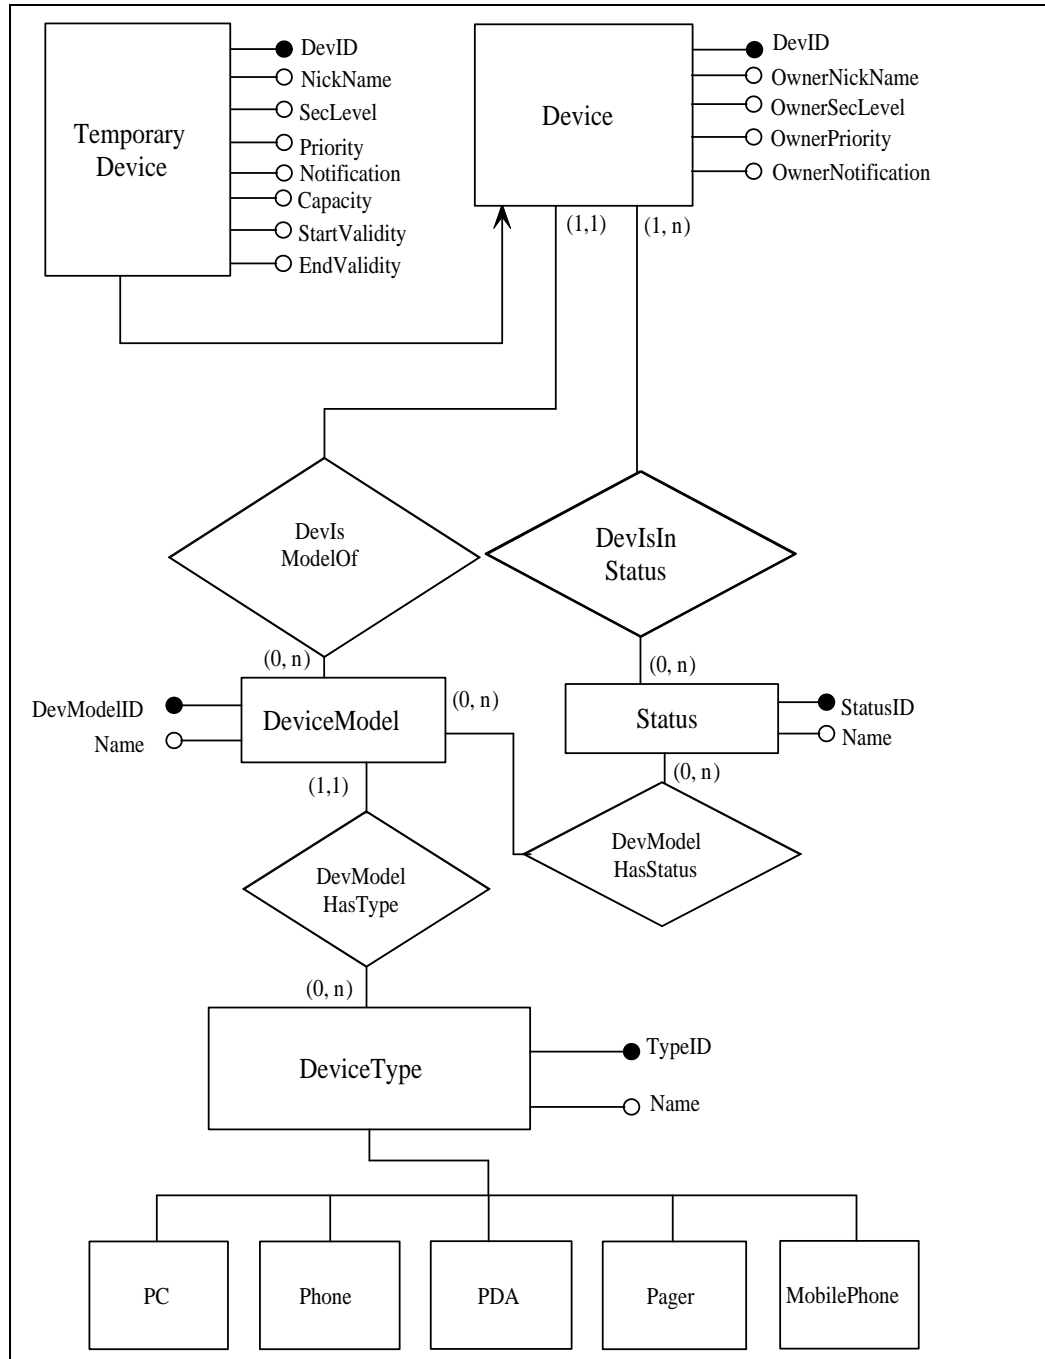 Temporary
Device
DevID
NickName
SecLevel
Priority
Notification
Capacity
StartValidity
EndValidity
Device
DevID
OwnerNickName
OwnerSecLevel
OwnerPriority
OwnerNotification
(1,1)
(1, n)
DevIs
ModelOf
DevIsIn
Status
(0, n)
(0, n)
DevModelID
Name
DeviceModel
(0, n)
Status
StatusID
Name
(1,1)
(0, n)
DevModel
HasType
DevModel
HasStatus
(0, n)
DeviceType
TypeID
Name
PC
Phone
PDA
Pager
MobilePhone